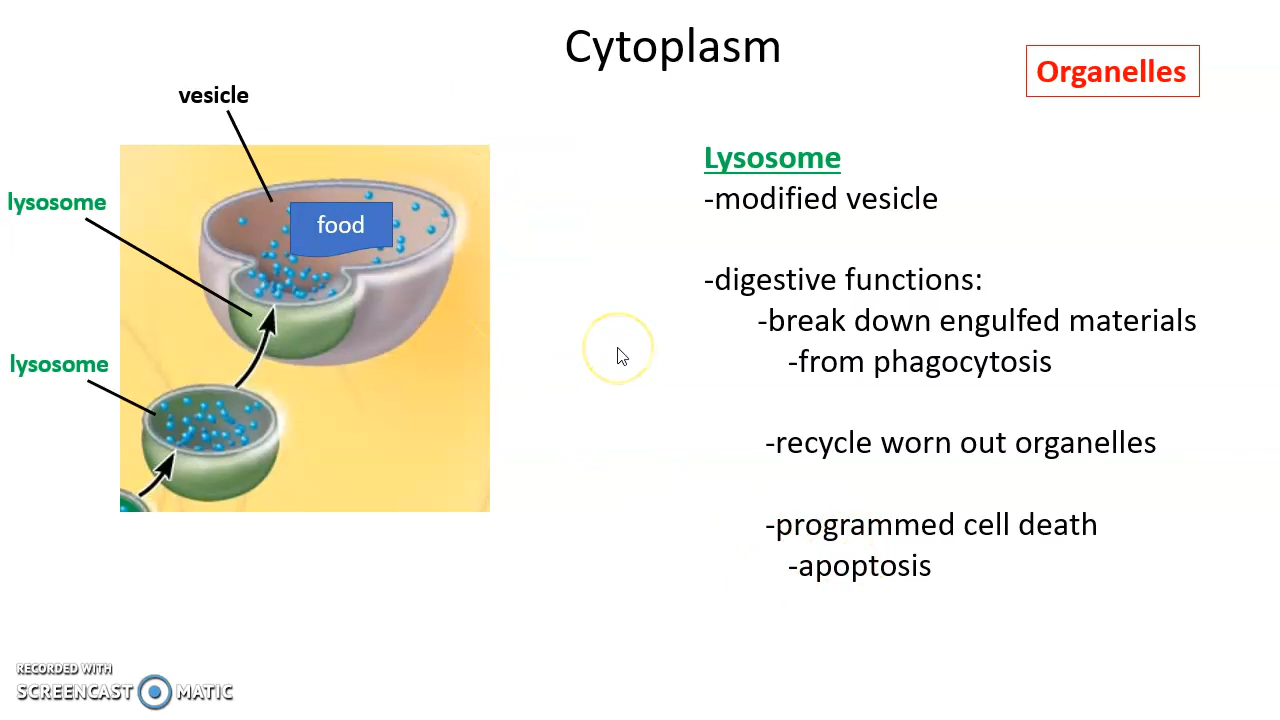 Cytoplasm
Organelles
vesicle
lysosome
food
lysosome
Lysosome
-modified vesicle
-digestive functions:
-break down engulfed materials
-from phagocytosis
-recycle worn out organelles
-programmed cell death
-apoptosis
RECORDED WITH
SCREENCAST MATIC